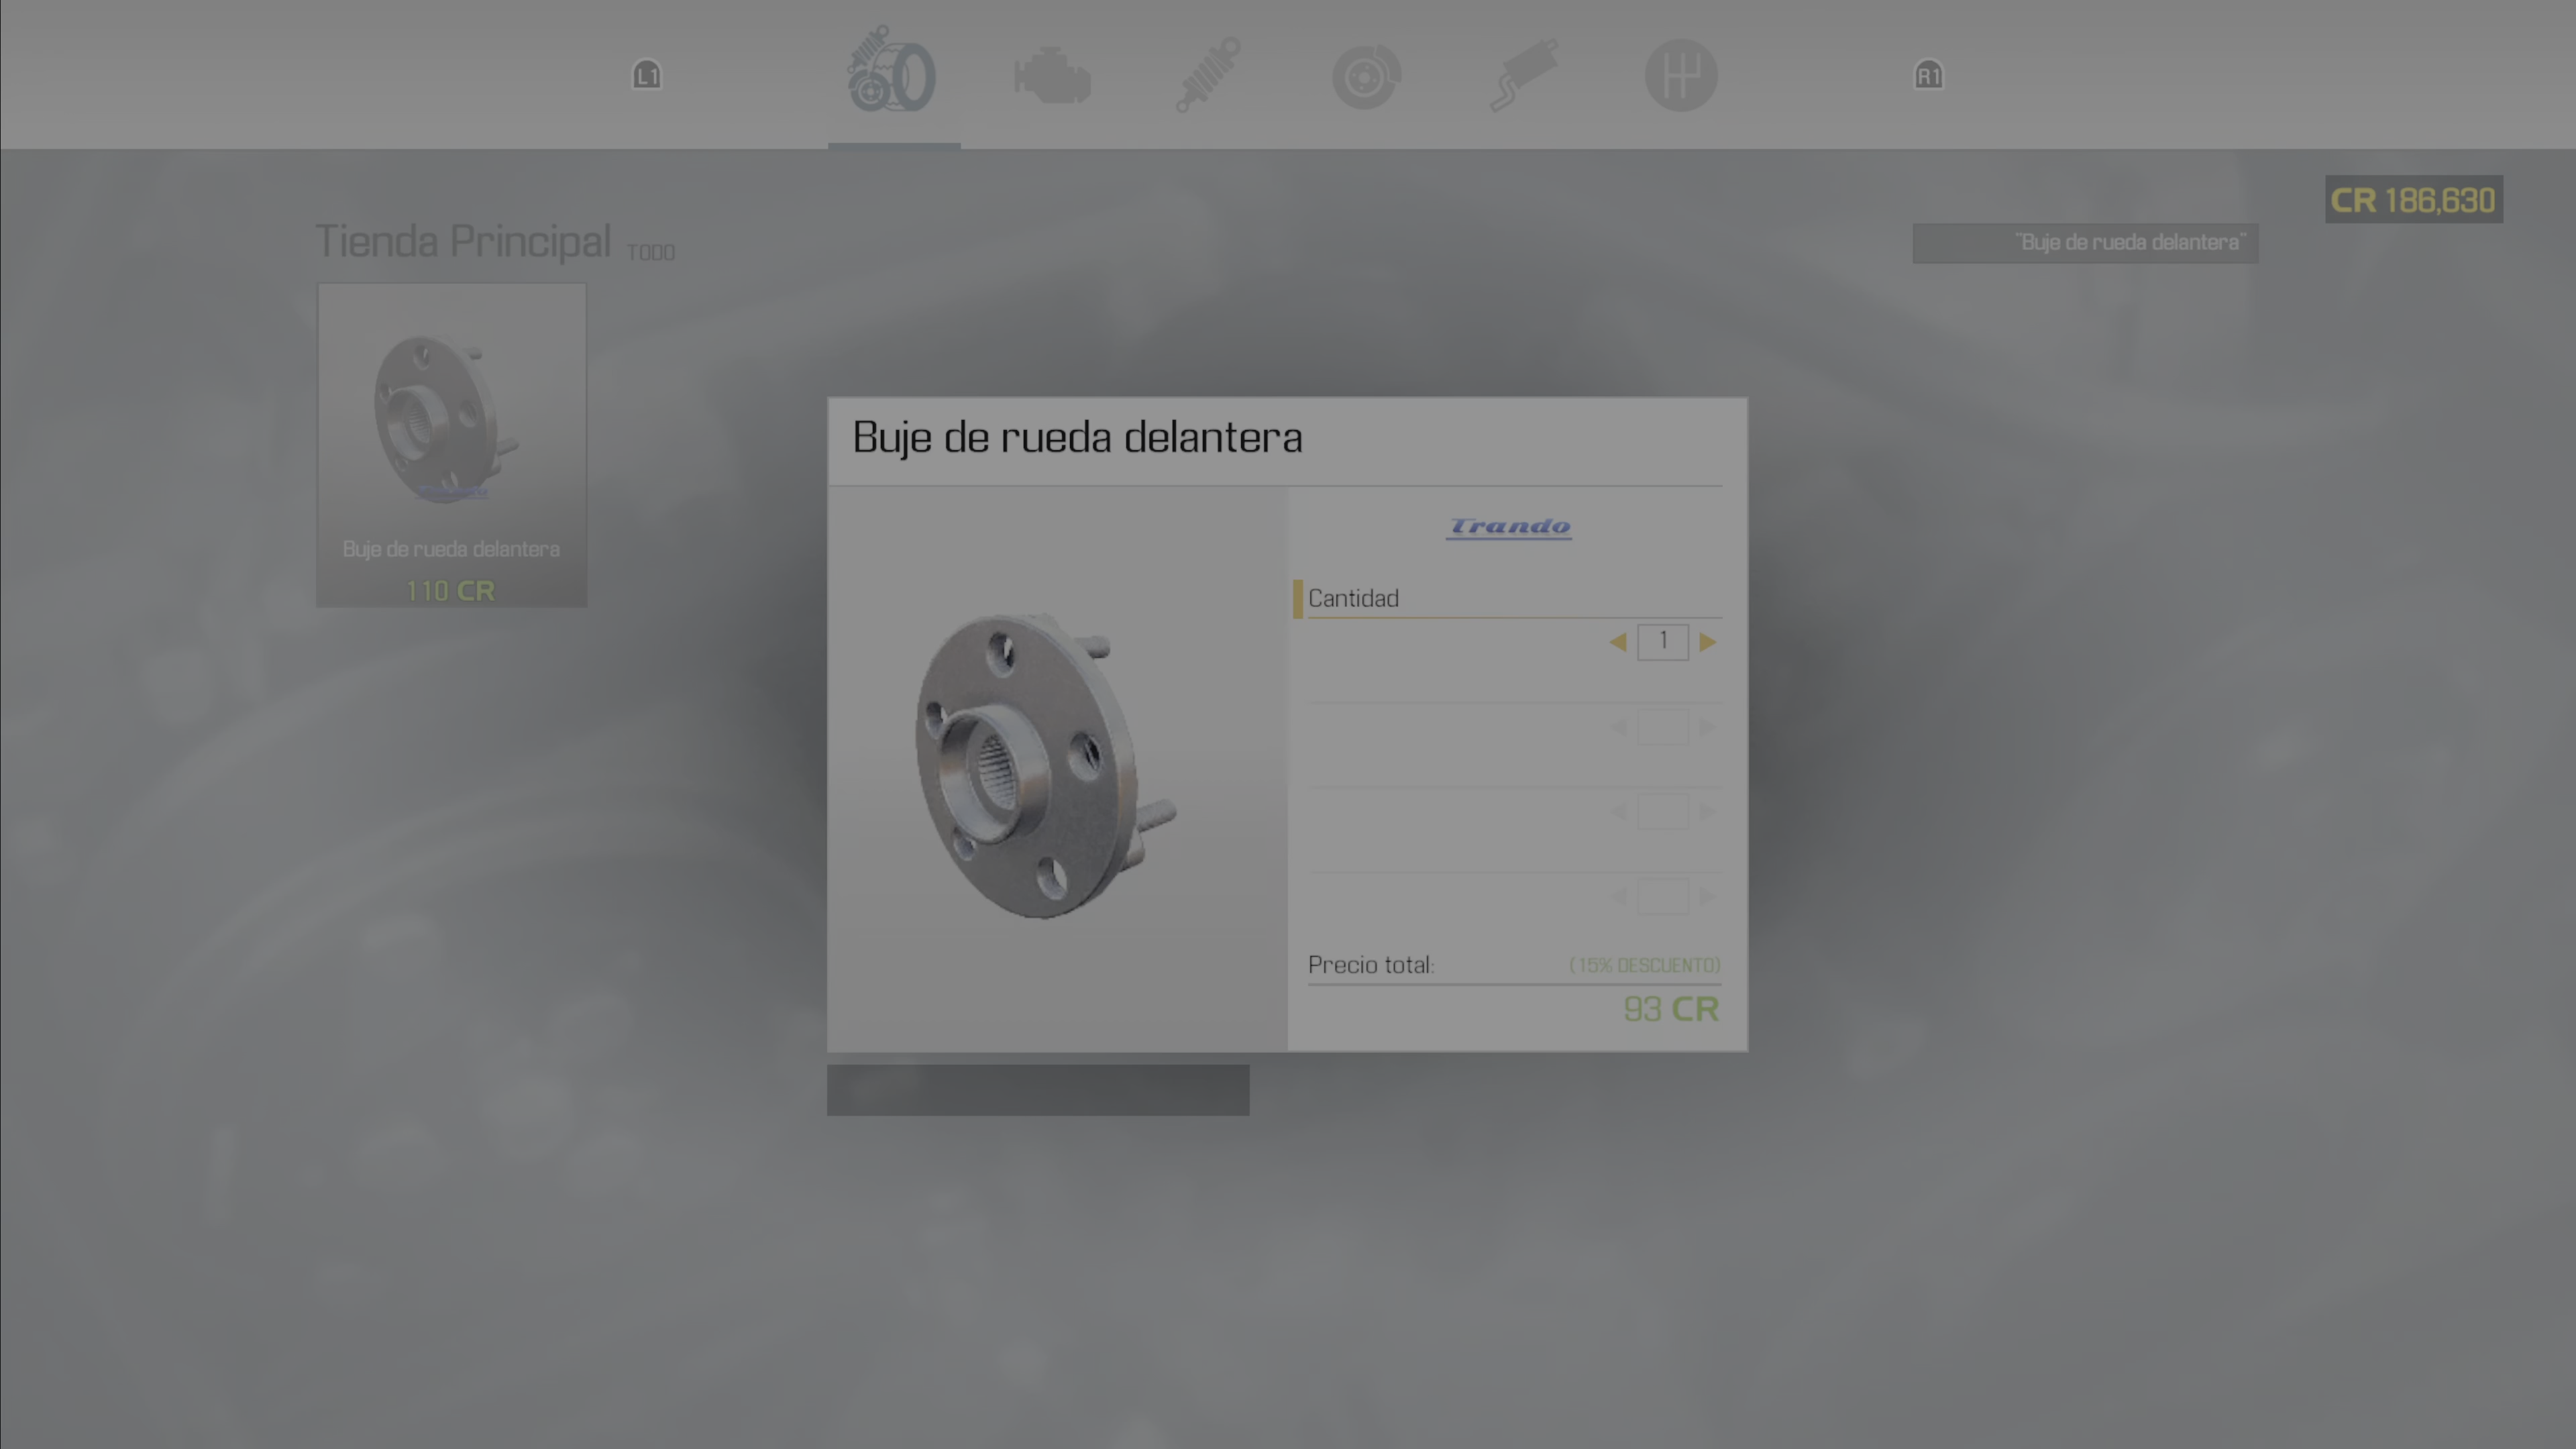 L1
R1
CR 186,630
Tienda Principal TODO
"Buje de rueda delantera"
Trando
Buje de rueda delantera
110 CR
Buje de rueda delantera
Trando
Cantidad
1
Precio total: (15% DESCUENTO)
93 CR